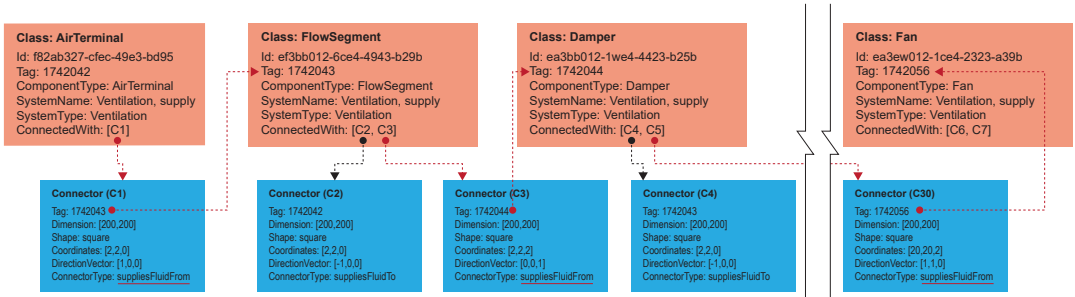 Class: AirTerminal
Id: f82ab327-cfec-49e3-bd95
Tag: 1742042
ComponentType: AirTerminal
SystemName: Ventilation, supply
SystemType: Ventilation
ConnectedWith: [C1]
Class: FlowSegment
Id: ef3bb012-6ce4-4943-b29b
Tag: 1742043
ComponentType: FlowSegment
SystemName: Ventilation, supply
SystemType: Ventilation
ConnectedWith: [C2, C3]
Class: Damper
Id: ea3bb012-1we4-4423-b25b
Tag: 1742044
ComponentType: Damper
SystemName: Ventilation, supply
SystemType: Ventilation
ConnectedWith: [C4, C5]
Class: Fan
Id: ea3ew012-1ce4-2323-a39b
Tag: 1742056
ComponentType: Fan
SystemName: Ventilation, supply
SystemType: Ventilation
ConnectedWith: [C6, C7]
Connector (C1)
Tag: 1742043
Dimension: [200,200]
Shape: square
Coordinates: [2,2,0]
DirectionVector: [1,0,0]
ConnectorType: suppliesFluidFrom
Connector (C2)
Tag: 1742042
Dimension: [200,200]
Shape: square
Coordinates: [2,2,0]
DirectionVector: [-1,0,0]
ConnectorType: suppliesFluidTo
Connector (C3)
Tag: 1742044
Dimension: [200,200]
Shape: square
Coordinates: [2,2,2]
DirectionVector: [0,0,1]
ConnectorType: suppliesFluidFrom
Connector (C4)
Tag: 1742043
Dimension: [200,200]
Shape: square
Coordinates: [2,2,0]
DirectionVector: [-1,0,0]
ConnectorType: suppliesFluidTo
Connector (C30)
Tag: 1742056
Dimension: [200,200]
Shape: square
Coordinates: [20,20,2]
DirectionVector: [1,1,0]
ConnectorType: suppliesFluidFrom